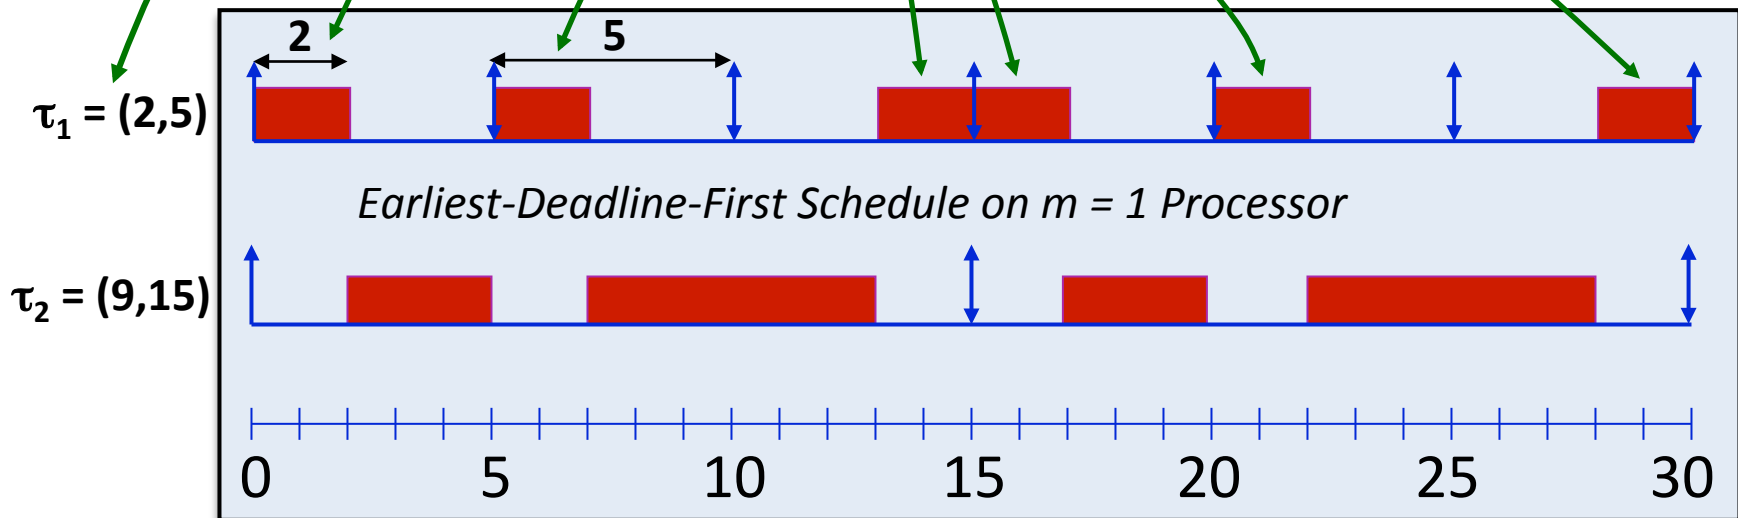 2 5
τ1 = (2,5)
Earliest-Deadline-First Schedule on m = 1 Processor
τ2 = (9,15)
0 5 10 15 20 25 30